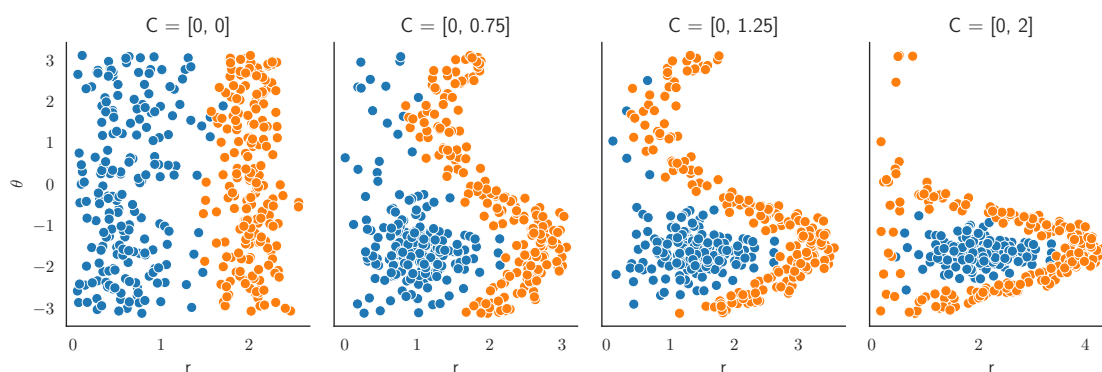 C = [0, 0]
C = [0, 0.75]
C = [0, 1.25]
C = [0, 2]
θ
3
2
1
0
−1
−2
−3
0 1 2
0 1 2 3
0 1 2 3
0 2 4
r r r r